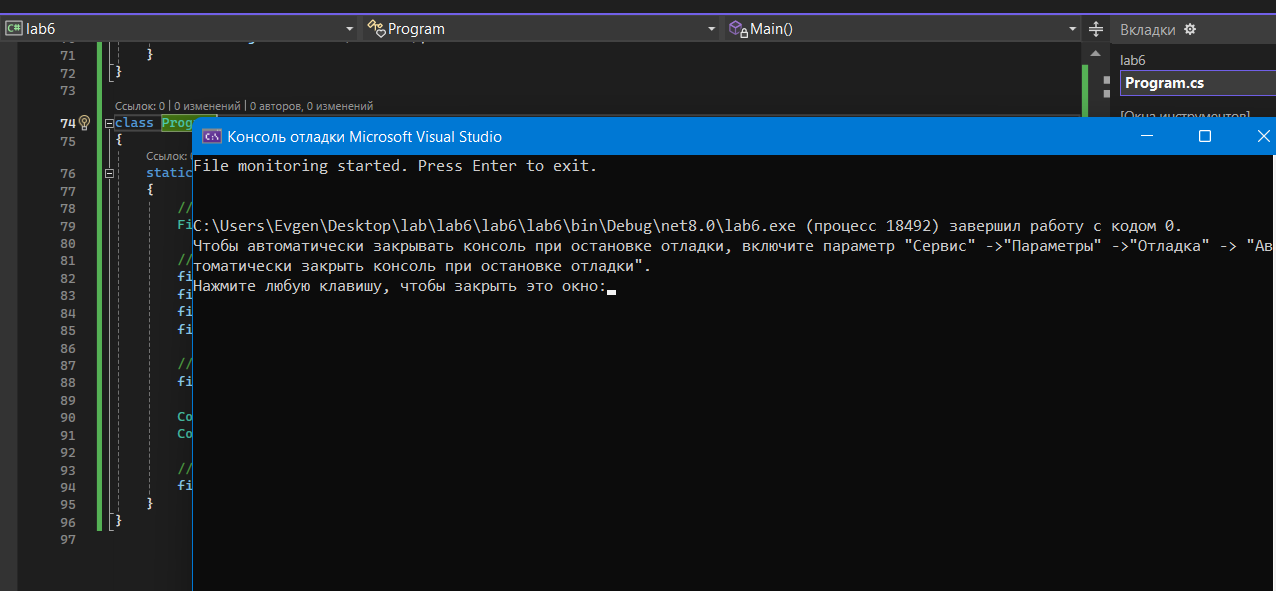 C# lab6 Program Main() Вкладки
71 }
72 }
lab6
73
Program.cs
Ссылок: 0 | 0 изменений | 0 авторов, 0 изменений
74 class
75 {
Ссылок:
76 static
77 {
78 //
79 Fi
80
81 //
82 fi
83 fi
84 fi
85 fi
86
87 //
88 fi
89
90 Co
91 Co
92
93 //
94 fi
95 }
96 }
97
Консоль отладки Microsoft Visual Studio
File monitoring started. Press Enter to exit.
C:\Users\Evgen\Desktop\lab\lab6\lab6\lab6\bin\Debug\net8.0\lab6.exe (процесс 18492) завершил работу с кодом 0.
Чтобы автоматически закрывать консоль при остановке отладки, включите параметр "Сервис" ->"Параметры" ->"Отладка" -> "Ав
томатически закрыть консоль при остановке отладки".
Нажмите любую клавишу, чтобы закрыть это окно: